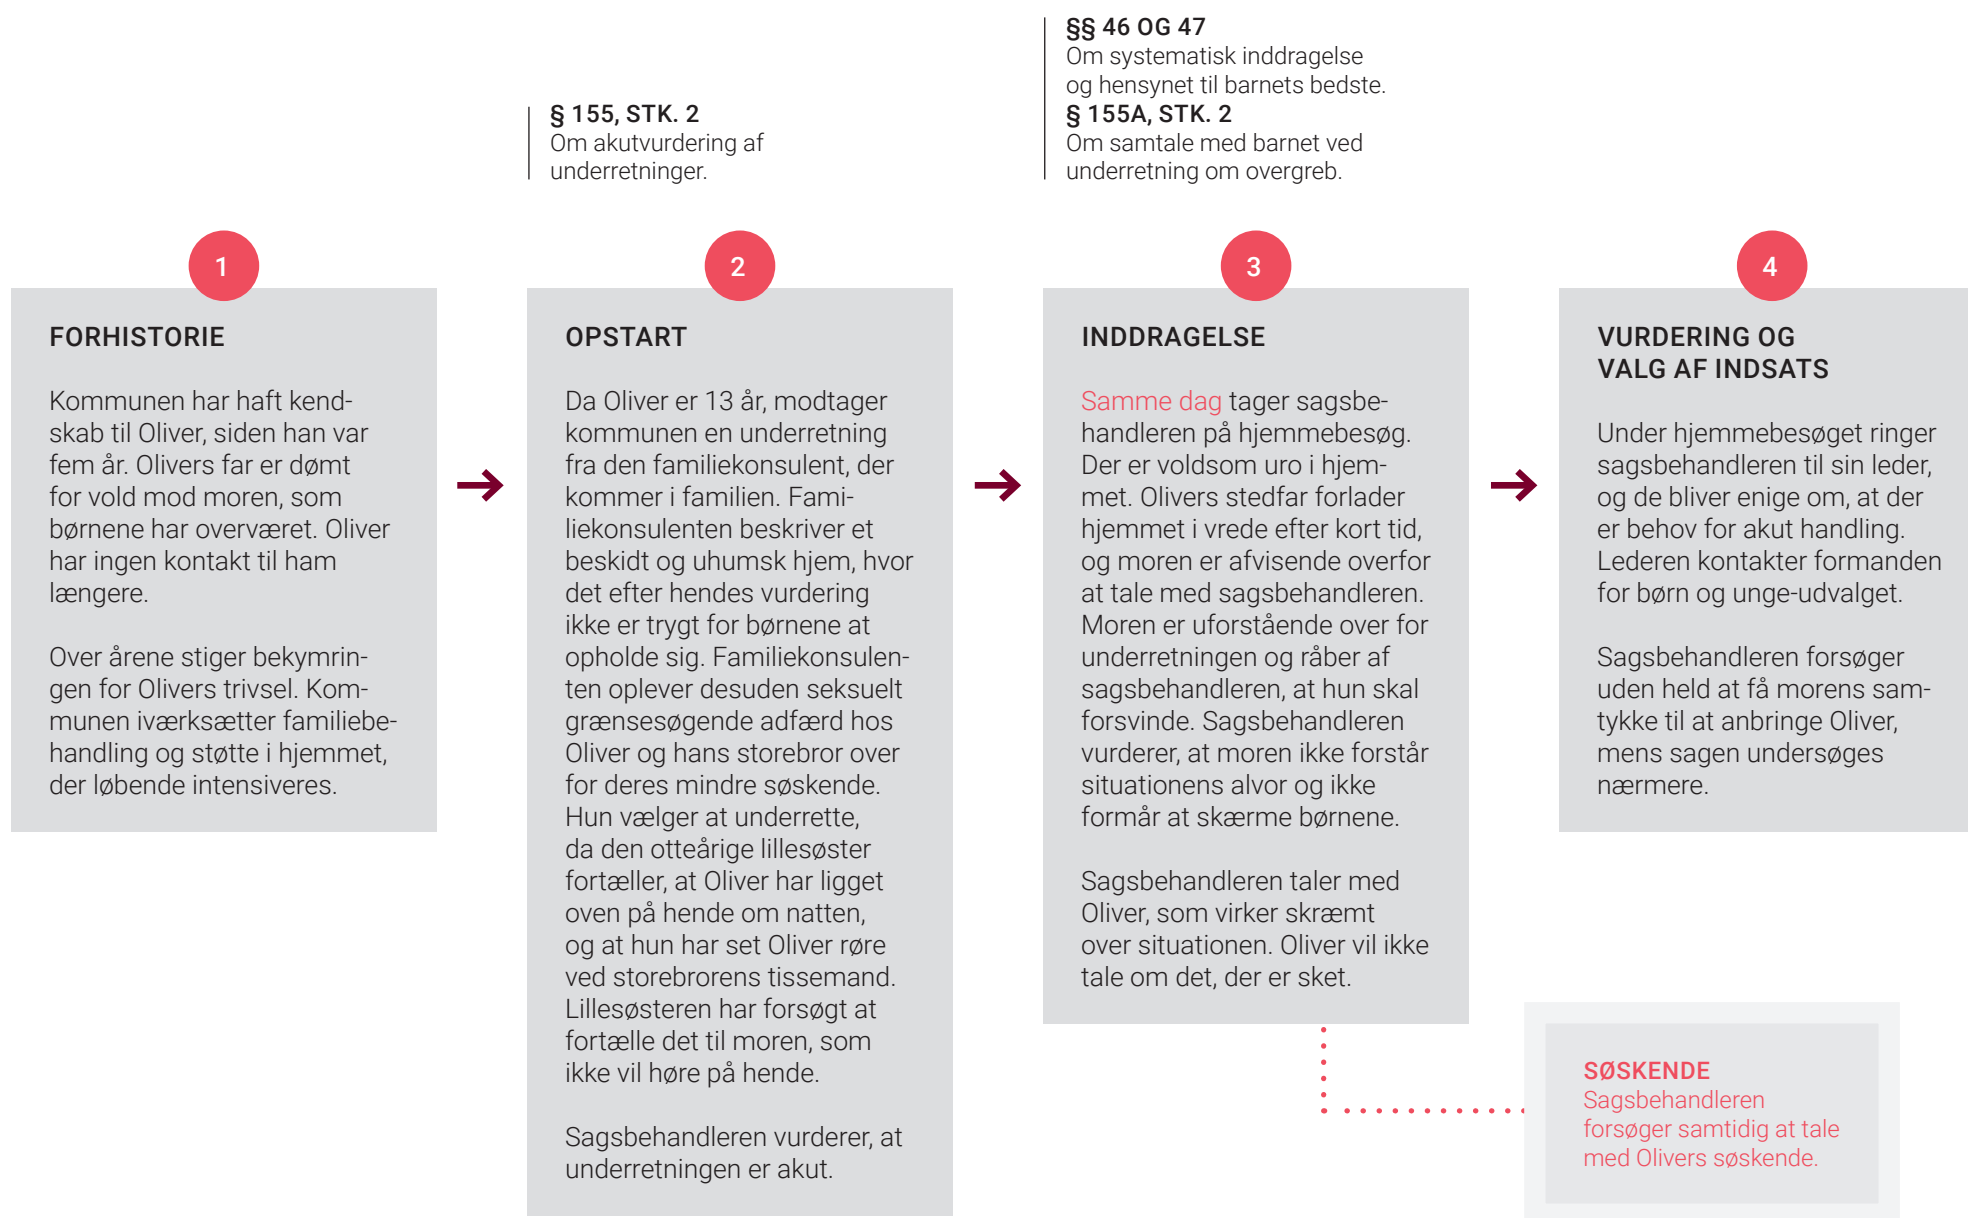 § 155, STK. 2
Om akutvurdering af
underretninger.
§§ 46 OG 47
Om systematisk inddragelse
og hensynet til barnets bedste.
§ 155A, STK. 2
Om samtale med barnet ved
underretning om overgreb.
1
FORHISTORIE
Kommunen har haft kend-
skab til Oliver, siden han var
fem år. Olivers far er dømt
for vold mod moren, som
børnene har overværet. Oliver
har ingen kontakt til ham
længere.
Over årene stiger bekymrin-
gen for Olivers trivsel. Kom-
munen iværksætter familiebe-
handling og støtte i hjemmet,
der løbende intensiveres.
2
OPSTART
Da Oliver er 13 år, modtager
kommunen en underretning
fra den familiekonsulent, der
kommer i familien. Fami-
liekonsulenten beskriver et
beskidt og uhumsk hjem, hvor
det efter hendes vurdering
ikke er trygt for børnene at
opholde sig. Familiekonsulen-
ten oplever desuden seksuelt
grænsesøgende adfærd hos
Oliver og hans storebror over
for deres mindre søskende.
Hun vælger at underrette,
da den otteårige lillesøster
fortæller, at Oliver har ligget
oven på hende om natten,
og at hun har set Oliver røre
ved storebrorens tissemand.
Lillesøsteren har forsøgt at
fortælle det til moren, som
ikke vil høre på hende.
Sagsbehandleren vurderer, at
underretningen er akut.
3
INDDRAGELSE
Samme dag tager sagsbe-
handleren på hjemmebesøg.
Der er voldsom uro i hjem-
met. Olivers stedfar forlader
hjemmet i vrede efter kort tid,
og moren er afvisende overfor
at tale med sagsbehandleren.
Moren er uforstående over for
underretningen og råber af
sagsbehandleren, at hun skal
forsvinde. Sagsbehandleren
vurderer, at moren ikke forstår
situationens alvor og ikke
formår at skærme børnene.
Sagsbehandleren taler med
Oliver, som virker skræmt
over situationen. Oliver vil ikke
tale om det, der er sket.
4
VURDERING OG
VALG AF INDSATS
Under hjemmebesøget ringer
sagsbehandleren til sin leder,
og de bliver enige om, at der
er behov for akut handling.
Lederen kontakter formanden
for børn og unge-udvalget.
Sagsbehandleren forsøger
uden held at få morens sam-
tykke til at anbringe Oliver,
mens sagen undersøges
nærmere.
SØSKENDE
Sagsbehandleren
forsøger samtidig at tale
med Olivers søskende.